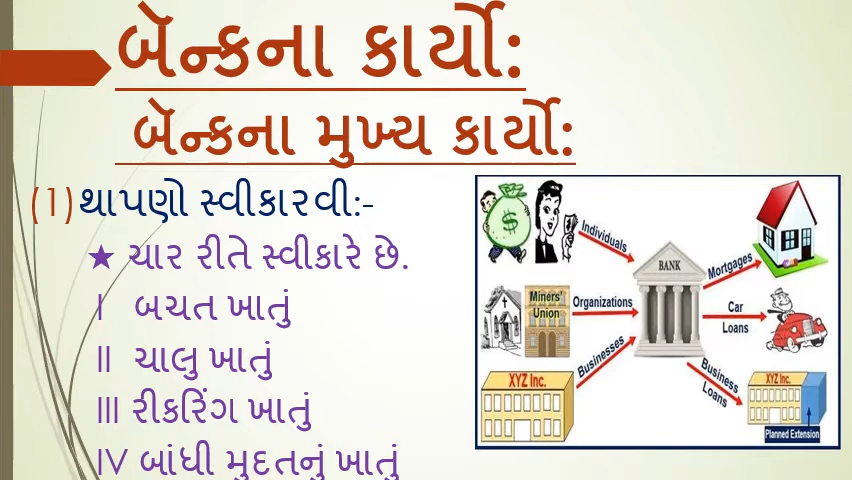 બૅન્કના કાર્યો:
બૅન્કના મુખ્ય કાર્યો:
(1) થાપણો સ્વીકારવી:-
★ ચાર રીતે સ્વીકારે છે.
I બચત ખાતું
II ચાલુ ખાતું
III રીકરિંગ ખાતું
IV બાંધી મુદતનું ખાતું
$
Individuals
BANK
Mortgages
Miners' Union
Organizations
Car Loans
Businesses
Business Loans
XYZ Inc.
XYZ Inc.
Planned Extension